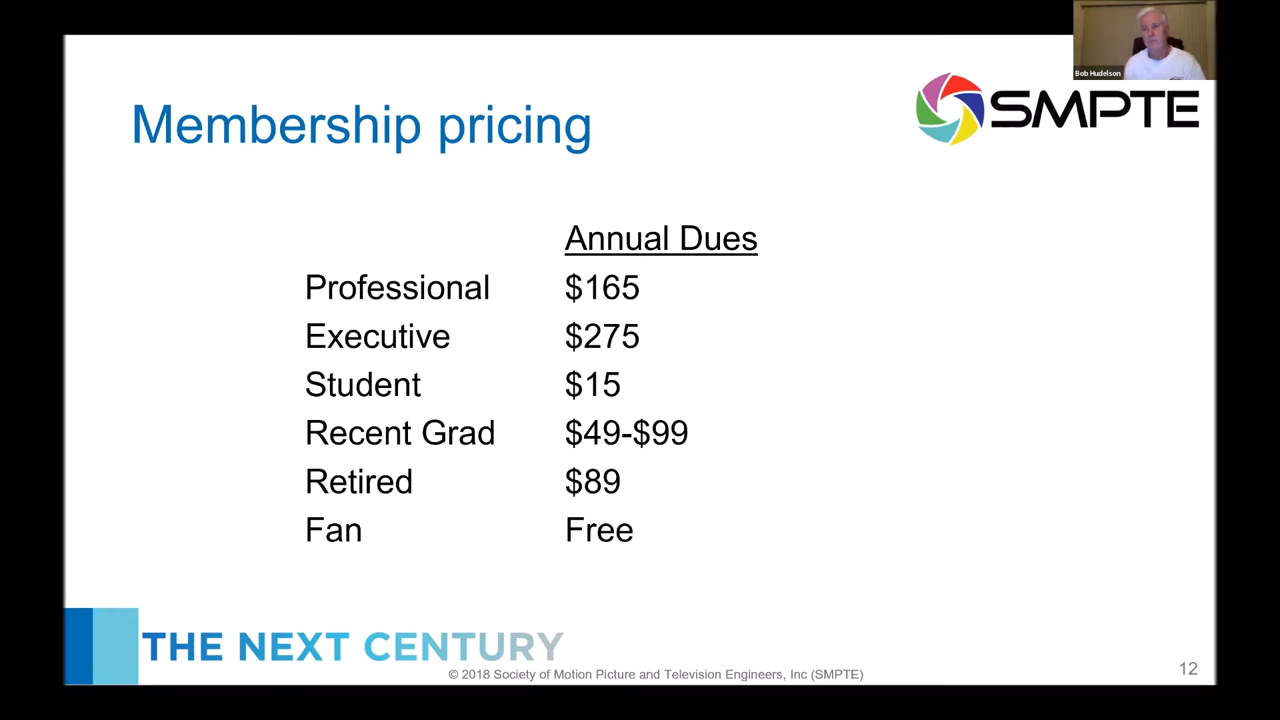 Bob Hudelson
SMPTE
Membership pricing
Annual Dues
Professional $165
Executive $275
Student $15
Recent Grad $49-$99
Retired $89
Fan Free
THE NEXT CENTURY
© 2018 Society of Motion Picture and Television Engineers, Inc (SMPTE)
12